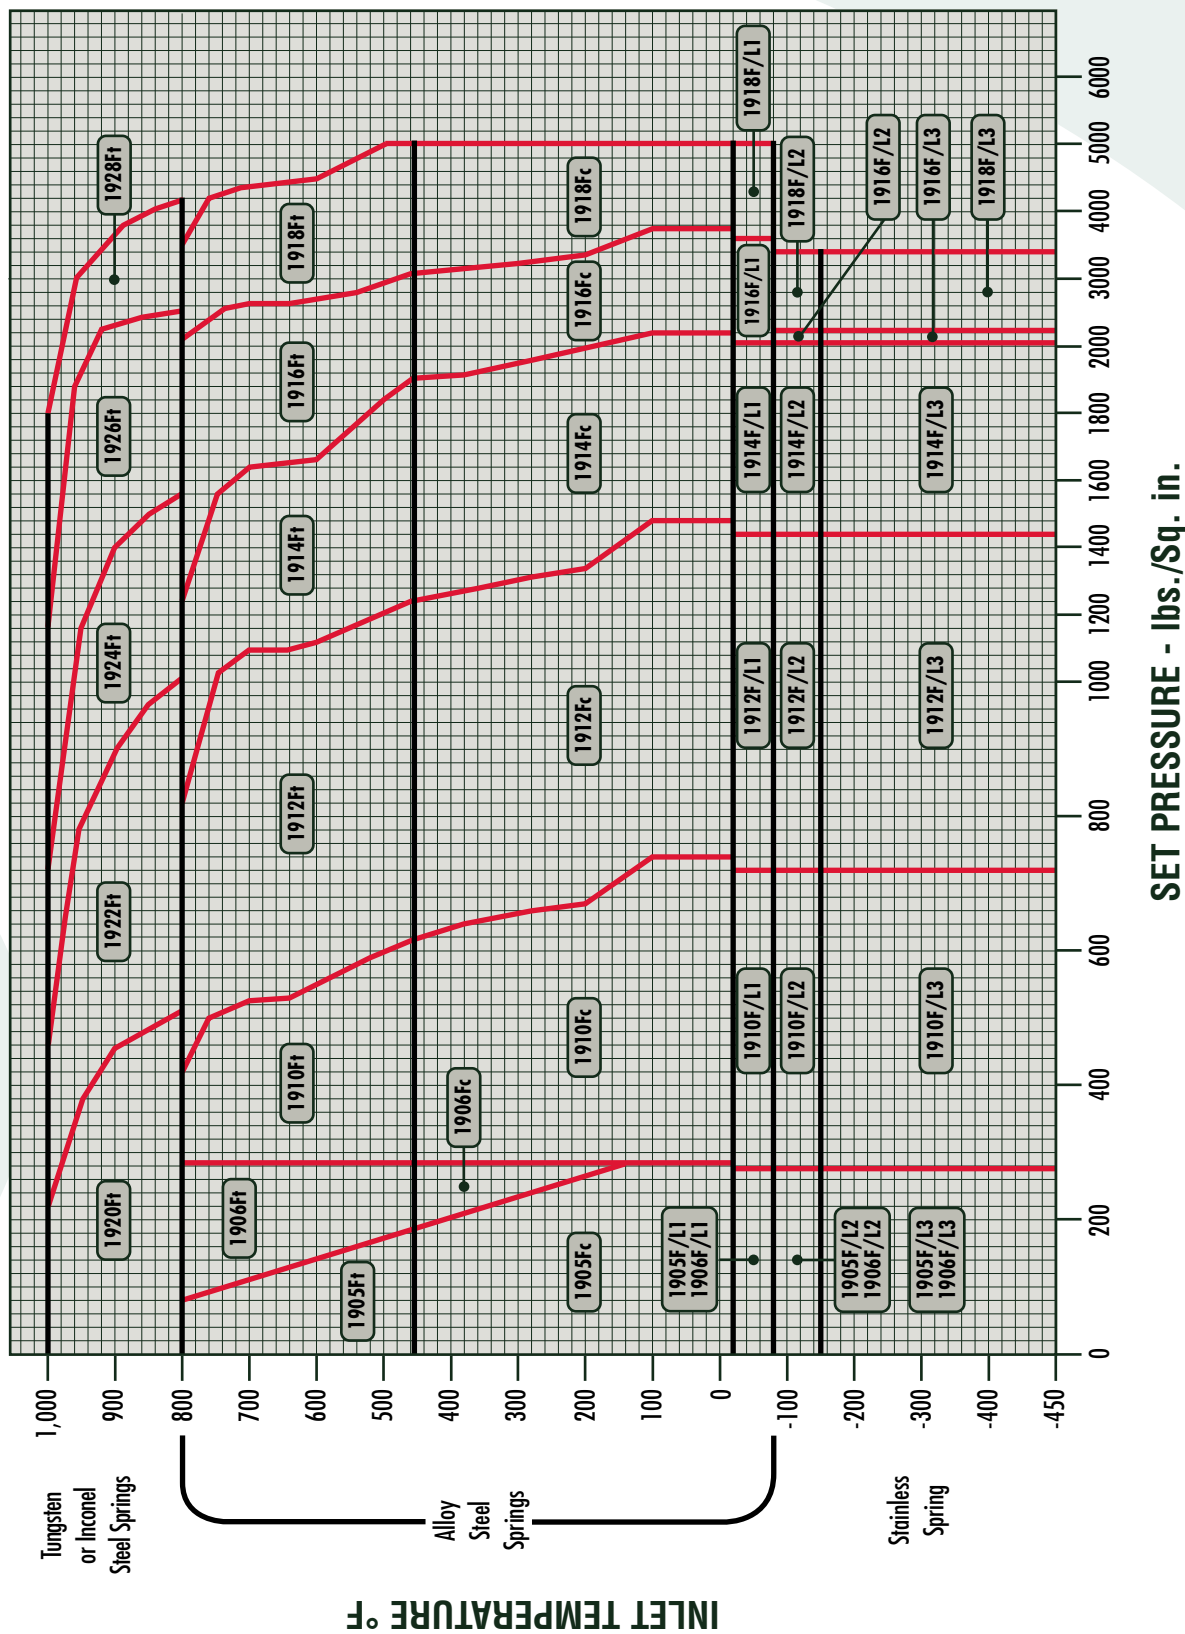 INLET TEMPERATURE °F
Tungsten
or Inconel
Steel Springs
Alloy
Steel
Springs
Stainless
Spring
1,000
900
800
700
600
500
400
300
200
100
0
-100
-200
-300
-400
-450
1920Ft
1922Ft
1924Ft
1926Ft
1928Ft
1906Ft
1905Ft
1910Ft
1912Ft
1914Ft
1916Ft
1918Ft
1906Fc
1905Fc
1910Fc
1912Fc
1914Fc
1916Fc
1918Fc
1905F/L1
1906F/L1
1910F/L1
1912F/L1
1914F/L1
1916F/L1
1918F/L1
1905F/L2
1906F/L2
1910F/L2
1912F/L2
1914F/L2
1918F/L2
1916F/L2
1905F/L3
1906F/L3
1910F/L3
1912F/L3
1914F/L3
1916F/L3
1918F/L3
0
200
400
600
800
1000
1200
1400
1600
1800
2000
3000
4000
5000
6000
SET PRESSURE - lbs./Sq. in.